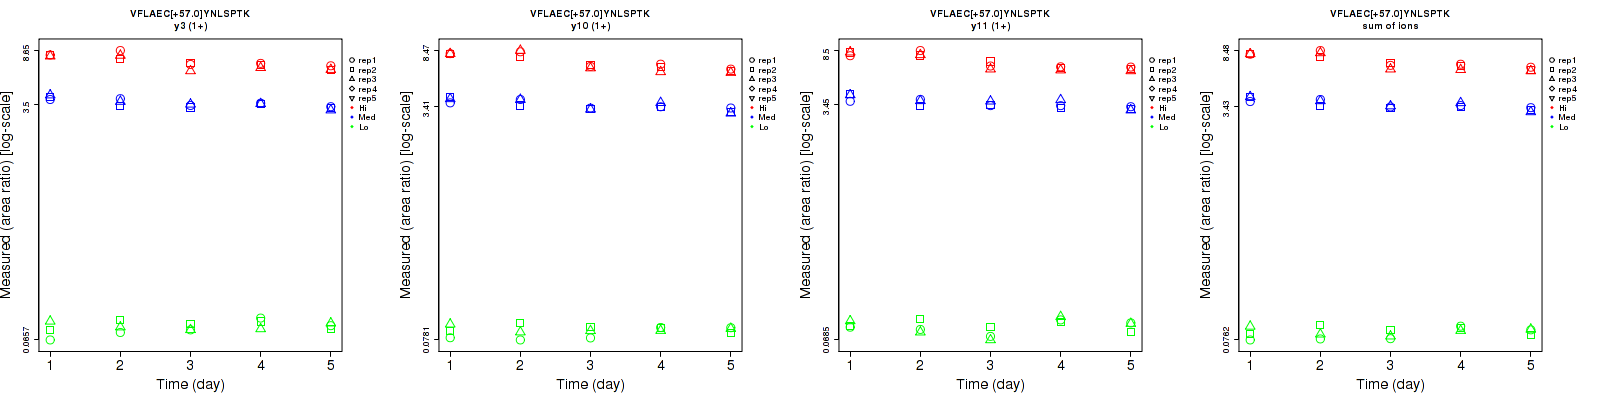 VFLAEC[+57.0]YNLSPTK
y3 (1+)
Measured (area ratio) [log-scale]
8.65
3.5
0.0657
1 2 3 4 5
Time (day)
rep1
rep2
rep3
rep4
rep5
Hi
Med
Lo
VFLAEC[+57.0]YNLSPTK
y10 (1+)
Measured (area ratio) [log-scale]
8.47
3.41
0.0781
1 2 3 4 5
Time (day)
rep1
rep2
rep3
rep4
rep5
Hi
Med
Lo
VFLAEC[+57.0]YNLSPTK
y11 (1+)
Measured (area ratio) [log-scale]
8.5
3.45
0.0685
1 2 3 4 5
Time (day)
rep1
rep2
rep3
rep4
rep5
Hi
Med
Lo
VFLAEC[+57.0]YNLSPTK
sum of ions
Measured (area ratio) [log-scale]
8.48
3.43
0.0762
1 2 3 4 5
Time (day)
rep1
rep2
rep3
rep4
rep5
Hi
Med
Lo